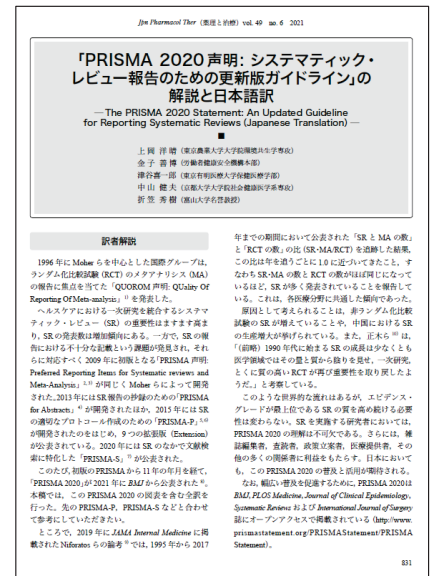 Jpn Pharmacol Ther（薬理と治療）vol. 49 no. 6 2021
「PRISMA 2020 声明: システマティック・
レビュー報告のための更新版ガイドライン」の
解説と日本語訳
—The PRISMA 2020 Statement: An Updated Guideline
for Reporting Systematic Reviews (Japanese Translation)—
■
上岡 洋晴（東京農業大学大学院環境共生学専攻）
金子 善博（労働者健康安全機構本部）
津谷喜一郎（東京有明医療大学保健医療学部）
中山 健夫（京都大学大学院社会健康医学系専攻）
折笠 秀樹（富山大学名誉教授）
訳者解説
1996 年に Moher らを中心とした国際グループは,
ランダム化比較試験 (RCT) のメタアナリシス (MA)
の報告に焦点を当てた「QUOROM 声明: QUality Of
Reporting Of Meta-analysis」1) を発表した。
ヘルスケアにおける一次研究を統合するシステマ
ティック・レビュー（SR）の重要性はますます高ま
り, SR の発表数は増加傾向にある。一方で, SR の報
告における不十分な記載という課題が発見され, それ
らに対すべく 2009 年に初版となる「PRISMA 声明:
Preferred Reporting Items for Systematic reviews and
Meta-Analysis」2,3) が同じく Moher らによって開発
された。2013 年には SR 報告の抄録のための「PRISMA
for Abstracts」4) が開発されたほか, 2015 年には SR
の適切なプロトコール作成のための「PRISMA-P」5,6)
が開発されたのをはじめ, 9 つの拡張版 (Extension)
が公表されている。2020 年には SR のなかで文献検
索に特化した「PRISMA-S」7) が公表された。
このたび, 初版の PRISMA から 11 年の年月を経て,
「PRISMA 2020」が 2021 年に BMJ から公表された 8)。
本稿では, この PRISMA 2020 の図表を含む全訳を
行った。先の PRISMA-P, PRISMA-S などと合わせ
て参考にしていただきたい。
ところで, 2019 年に JAMA Internal Medicine に掲
載された Niforatos らの論考 9) では, 1995 年から 2017
年までの期間において公表された「SR と MA の数」
と「RCT の数」の比 (SR・MA/RCT) を追跡した結果,
この比は年を追うごとに 1.0 に近づいてきたこと, す
なわち SR・MA の数と RCT の数がほぼ同じになって
いるほど, SR が多く発表されていることを報告して
いる。これは, 各医療分野に共通した傾向であった。
原因として考えられることは, 非ランダム化比較
試験の SR が増えていることや, 中国における SR
の生産増大が挙げられている。また, 正木ら 10) は,
「(前略) 1990 年代に始まる SR の成長は少なくとも
医学領域ではその量と質から独りを見せ, 一次研究,
とくに質の高い RCT が再び重要性を取り戻したよ
うだ。」と考察している。
このような世界的な流れはあるが, エビデンス・
グレードが最上位である SR の質を高め続ける必要
性は変わらない。SR を実施する研究者においては,
PRISMA 2020 の理解は不可欠である。さらには, 雑
誌編集者, 査読者, 政策立案者, 医療提供者, その
他の多くの関係者に利益をもたらす。日本において
も, この PRISMA 2020 の普及と活用が期待される。
なお, 幅広い普及を促進するために, PRISMA 2020 は
BMJ, PLOS Medicine, Journal of Clinical Epidemiology,
Systematic Reviews および International Journal of Surgery
誌にオープンアクセスで掲載されている (http://www.
prismastatement.org/PRISMAStatement/PRISMA
Statement)。
831